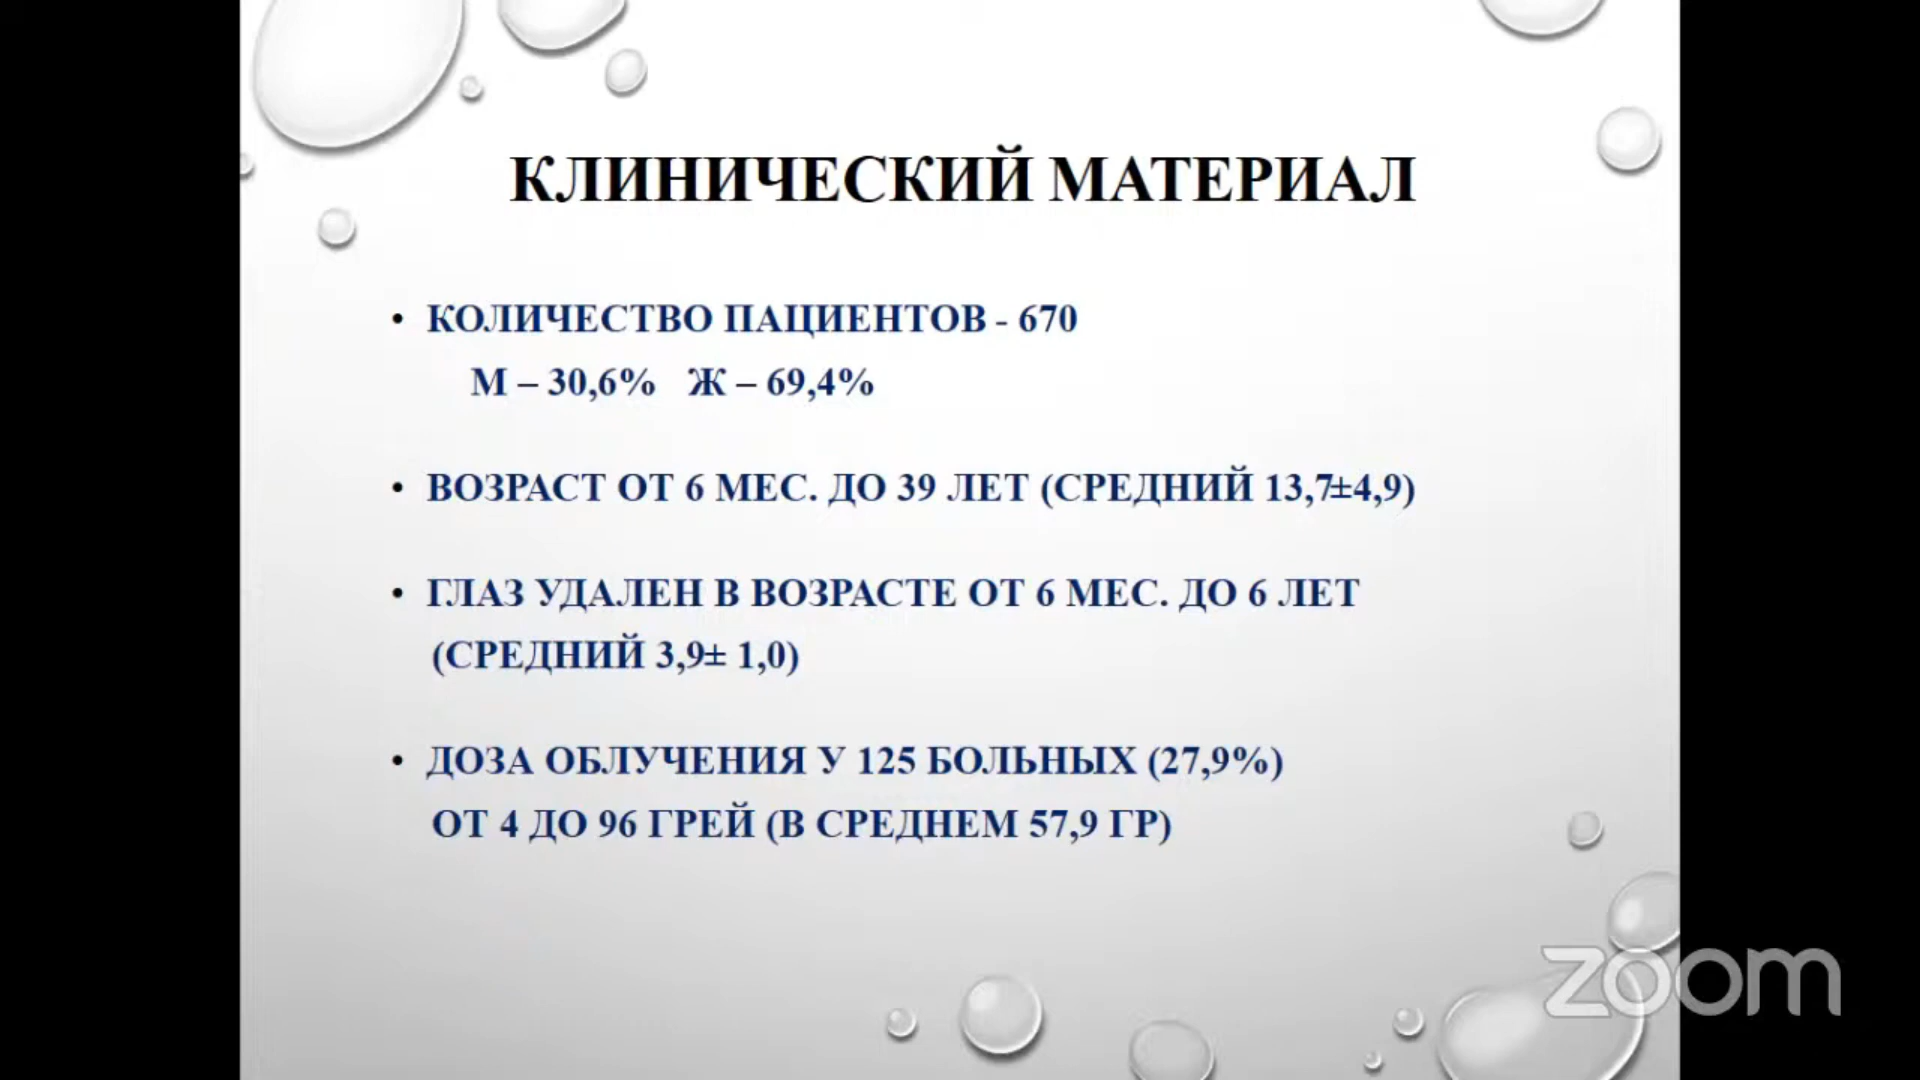 КЛИНИЧЕСКИЙ МАТЕРИАЛ
• КОЛИЧЕСТВО ПАЦИЕНТОВ - 670
М – 30,6% Ж – 69,4%
• ВОЗРАСТ ОТ 6 МЕС. ДО 39 ЛЕТ (СРЕДНИЙ 13,7±4,9)
• ГЛАЗ УДАЛЕН В ВОЗРАСТЕ ОТ 6 МЕС. ДО 6 ЛЕТ
(СРЕДНИЙ 3,9± 1,0)
• ДОЗА ОБЛУЧЕНИЯ У 125 БОЛЬНЫХ (27,9%)
ОТ 4 ДО 96 ГРЕЙ (В СРЕДНЕМ 57,9 ГР)
zoom